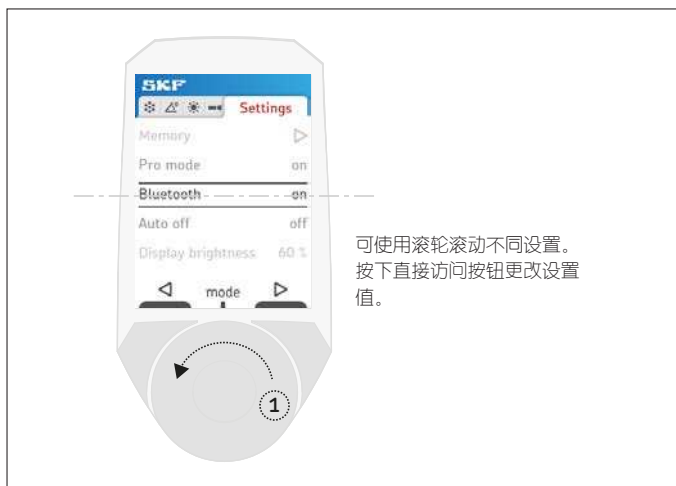 SKF
Settings
Memory
Pro mode on
Bluetooth on
Auto off off
Display brightness 60 %
mode
可使用滚轮滚动不同设置。
按下直接访问按钮更改设置
值。
1